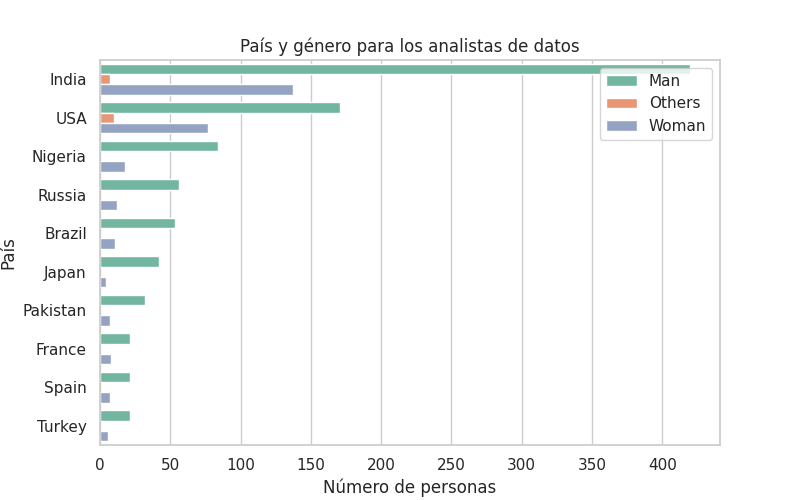 País y género para los analistas de datos
Man
Others
Woman
India
USA
Nigeria
Russia
Brazil
Japan
Pakistan
France
Spain
Turkey
País
0 50 100 150 200 250 300 350 400
Número de personas